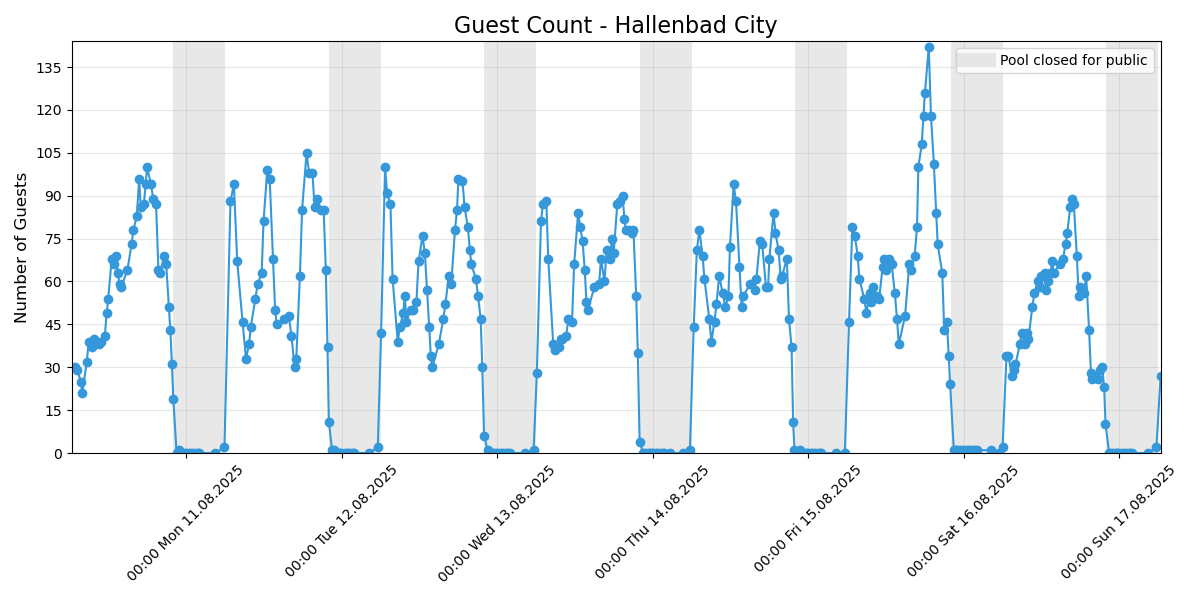 Guest Count - Hallenbad City
Pool closed for public
Number of Guests
135
120
105
90
75
60
45
30
15
0
00:00 Mon 11.08.2025
00:00 Tue 12.08.2025
00:00 Wed 13.08.2025
00:00 Thu 14.08.2025
00:00 Fri 15.08.2025
00:00 Sat 16.08.2025
00:00 Sun 17.08.2025